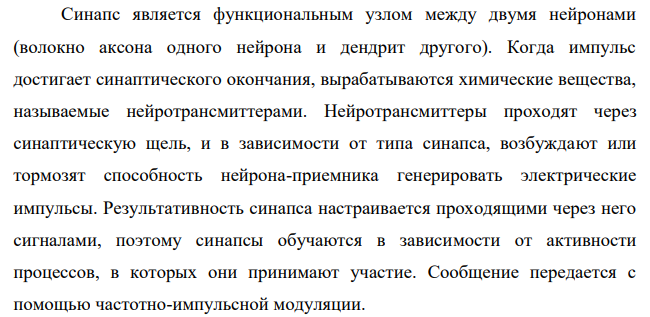 Синапс является функциональным узлом между двумя нейронами
(волокно аксона одного нейрона и дендрит другого). Когда импульс
достигает синаптического окончания, вырабатываются химические вещества,
называемые нейротрансмиттерами. Нейротрансмиттеры проходят через
синаптическую щель, и в зависимости от типа синапса, возбуждают или
тормозят способность нейрона-приемника генерировать электрические
импульсы. Результативность синапса настраивается проходящими через него
сигналами, поэтому синапсы обучаются в зависимости от активности
процессов, в которых они принимают участие. Сообщение передается с
помощью частотно-импульсной модуляции.